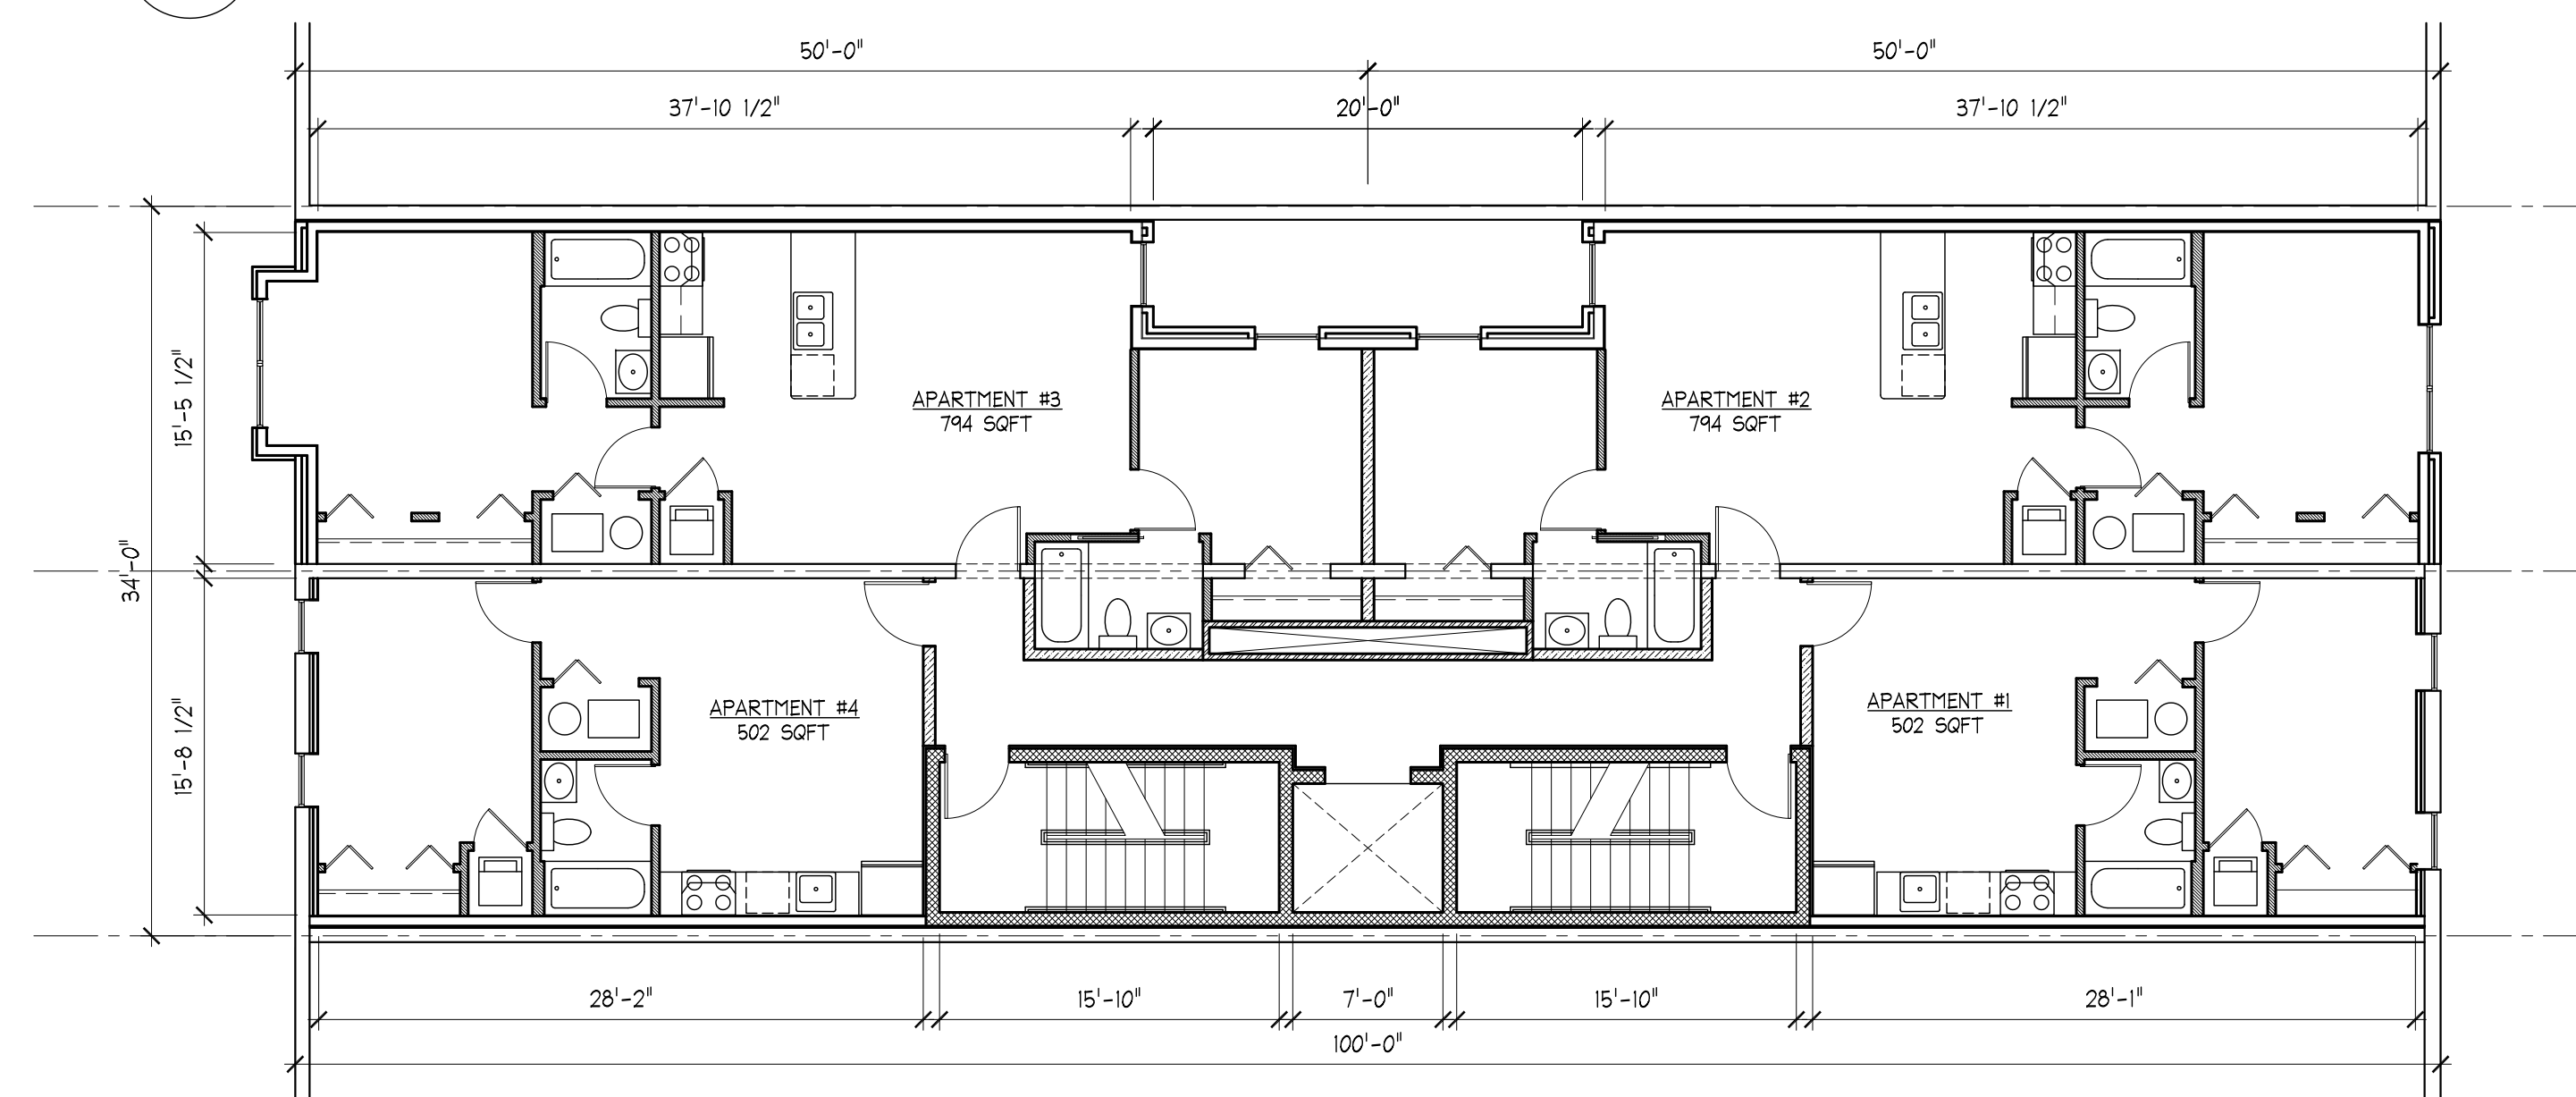 50'-0"
50'-0"
37'-10 1/2"
20'-0"
37'-10 1/2"
15'-5 1/2"
34'-0"
15'-8 1/2"
APARTMENT #3
794 SQFT
APARTMENT #2
794 SQFT
APARTMENT #4
502 SQFT
APARTMENT #1
502 SQFT
28'-2"
15'-10"
7'-0"
15'-10"
28'-1"
100'-0"